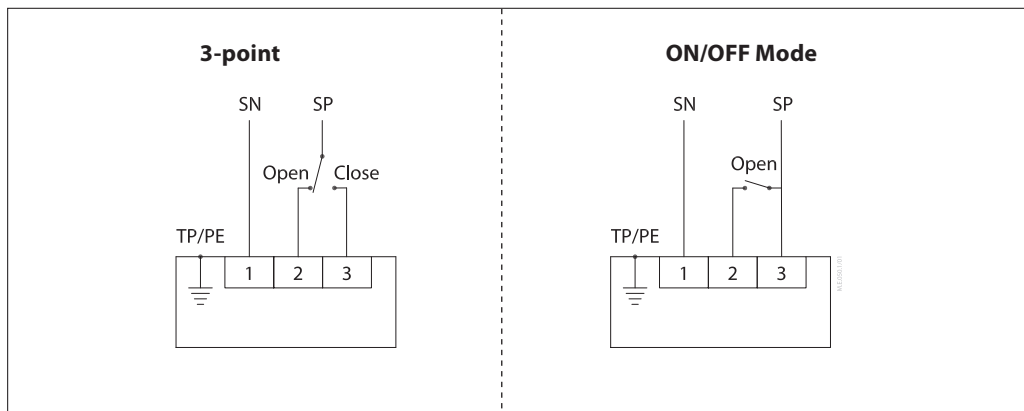 3-point
SN SP
Open Close
TP/PE
1 2 3
ON/OFF Mode
SN SP
Open
TP/PE
1 2 3